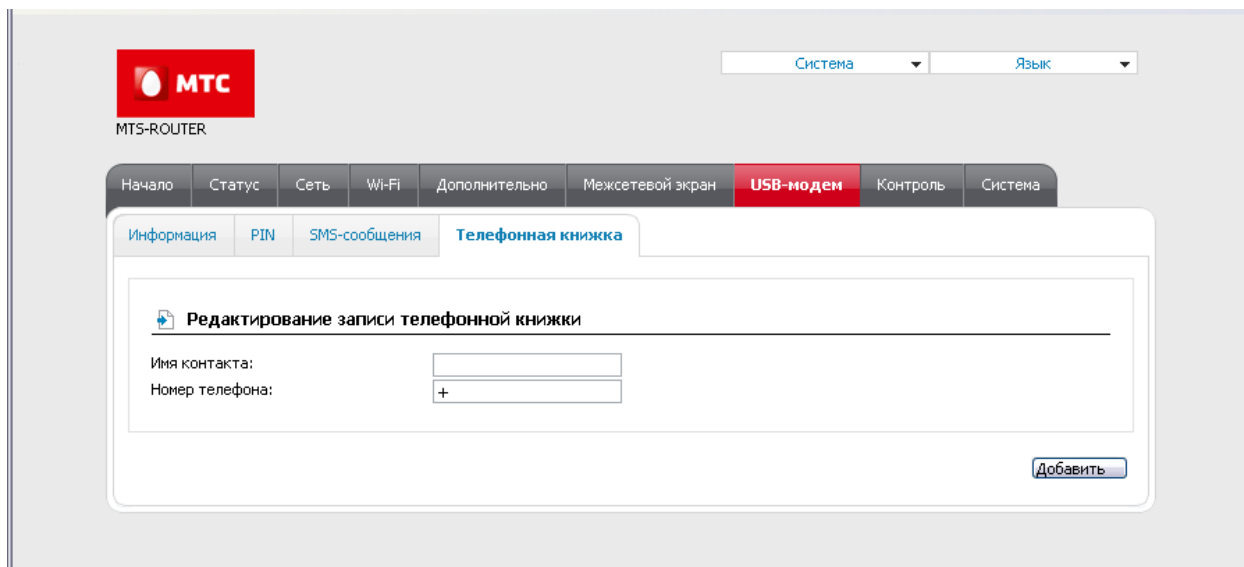 Система Язык
МТС
MTS-ROUTER
Начало Статус Сеть Wi-Fi Дополнительно Межсетевой экран USB-модем Контроль Система
Информация PIN SMS-сообщения Телефонная книжка
Редактирование записи телефонной книжки
Имя контакта:
Номер телефона: +
Добавить